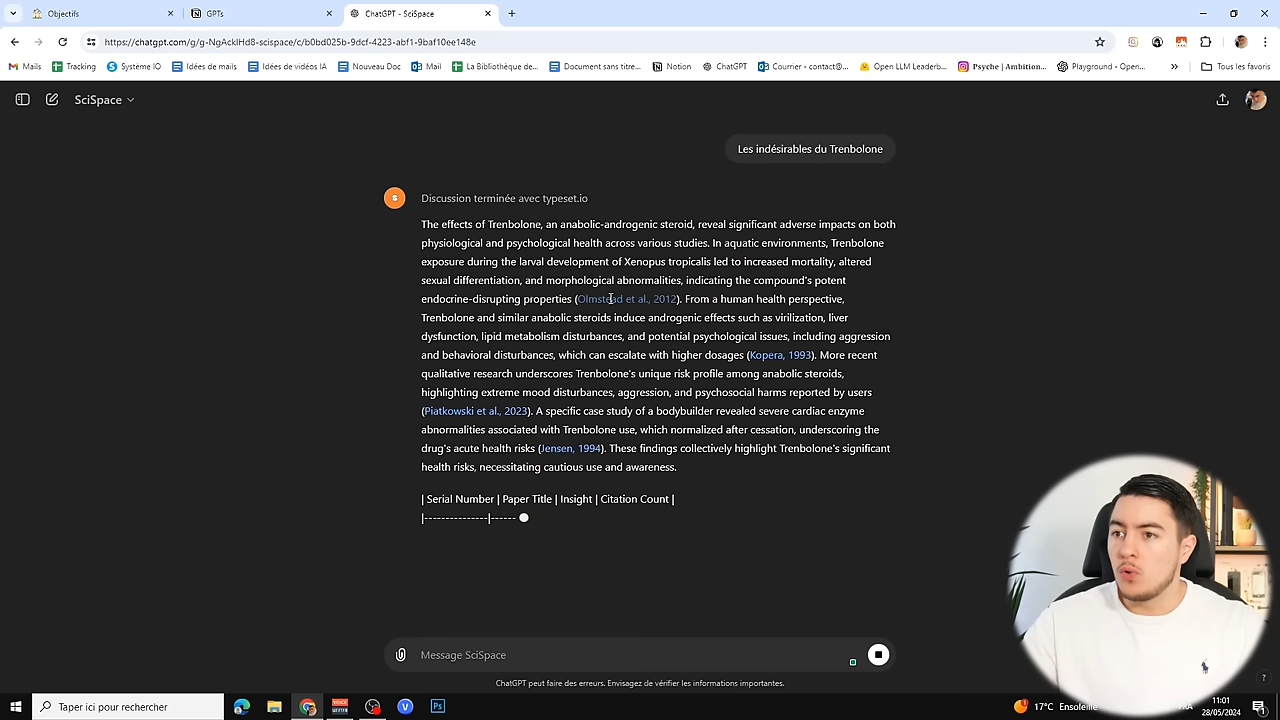 Objectifs
GPTs
ChatGPT - SciSpace
https://chatgpt.com/g/g-NgAcklHd8-scispace/c/b0bd025b-9dcf-4223-abf1-9baf10ee148e
Mails
Tracking
Système IO
Idées de mails
Idées de vidéos IA
Nouveau Doc
Mail
La Bibliothèque de...
Document sans titre...
Notion
ChatGPT
Courrier • contact@...
Open LLM Leaderb...
Psyche | Ambition...
Playground • Open...
Tous les favoris
SciSpace
Les indésirables du Trenbolone
Discussion terminée avec typeset.io
The effects of Trenbolone, an anabolic-androgenic steroid, reveal significant adverse impacts on both
physiological and psychological health across various studies. In aquatic environments, Trenbolone
exposure during the larval development of Xenopus tropicalis led to increased mortality, altered
sexual differentiation, and morphological abnormalities, indicating the compound's potent
endocrine-disrupting properties (Olmstead et al., 2012). From a human health perspective,
Trenbolone and similar anabolic steroids induce androgenic effects such as virilization, liver
dysfunction, lipid metabolism disturbances, and potential psychological issues, including aggression
and behavioral disturbances, which can escalate with higher dosages (Kopera, 1993). More recent
qualitative research underscores Trenbolone's unique risk profile among anabolic steroids,
highlighting extreme mood disturbances, aggression, and psychosocial harms reported by users
(Piatkowski et al., 2023). A specific case study of a bodybuilder revealed severe cardiac enzyme
abnormalities associated with Trenbolone use, which normalized after cessation, underscoring the
drug's acute health risks (Jensen, 1994). These findings collectively highlight Trenbolone's significant
health risks, necessitating cautious use and awareness.
| Serial Number | Paper Title | Insight | Citation Count |
|---------------|------
Message SciSpace
ChatGPT peut faire des erreurs. Envisagez de vérifier les informations importantes.
?
Taper ici pour rechercher
17°C Ensoleillé
11:01
28/05/2024